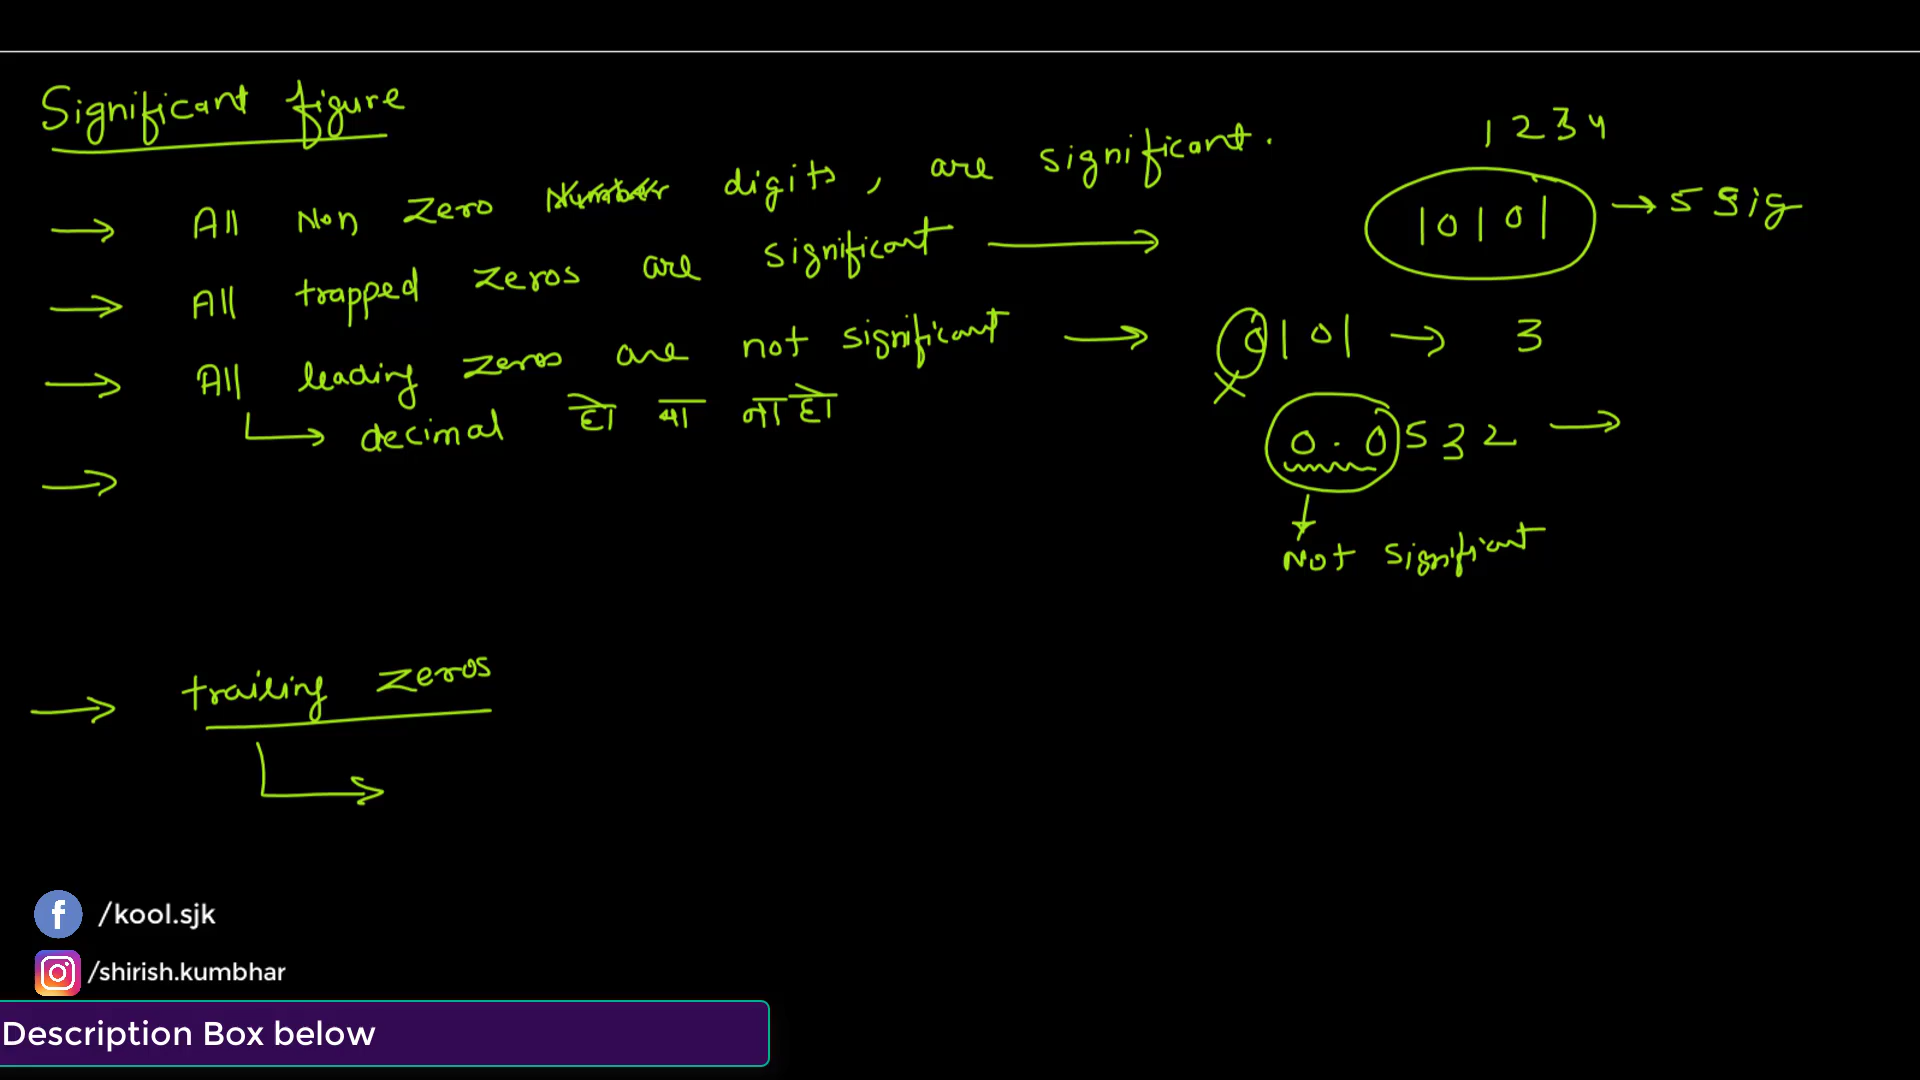 Significant figure
1234
→ All Non Zero Number digits, are significant.
10101 → 5 Sig
→ All trapped zeros are significant →
→ All leading zeros are not significant → 0101 → 3
x
↳ decimal हो या ना हो
0.0532 →
→
↓
Not significant
→ trailing zeros
↳
f /kool.sjk
/shirish.kumbhar
Description Box below